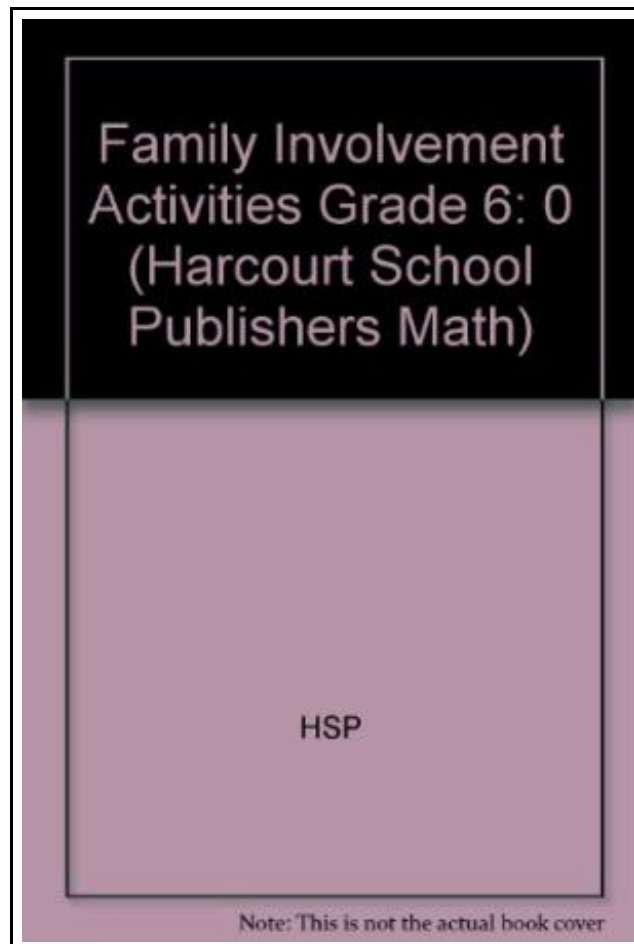 Family Involvement
Activities Grade 6: 0
(Harcourt School
Publishers Math)
HSP
Note: This is not the actual book cover